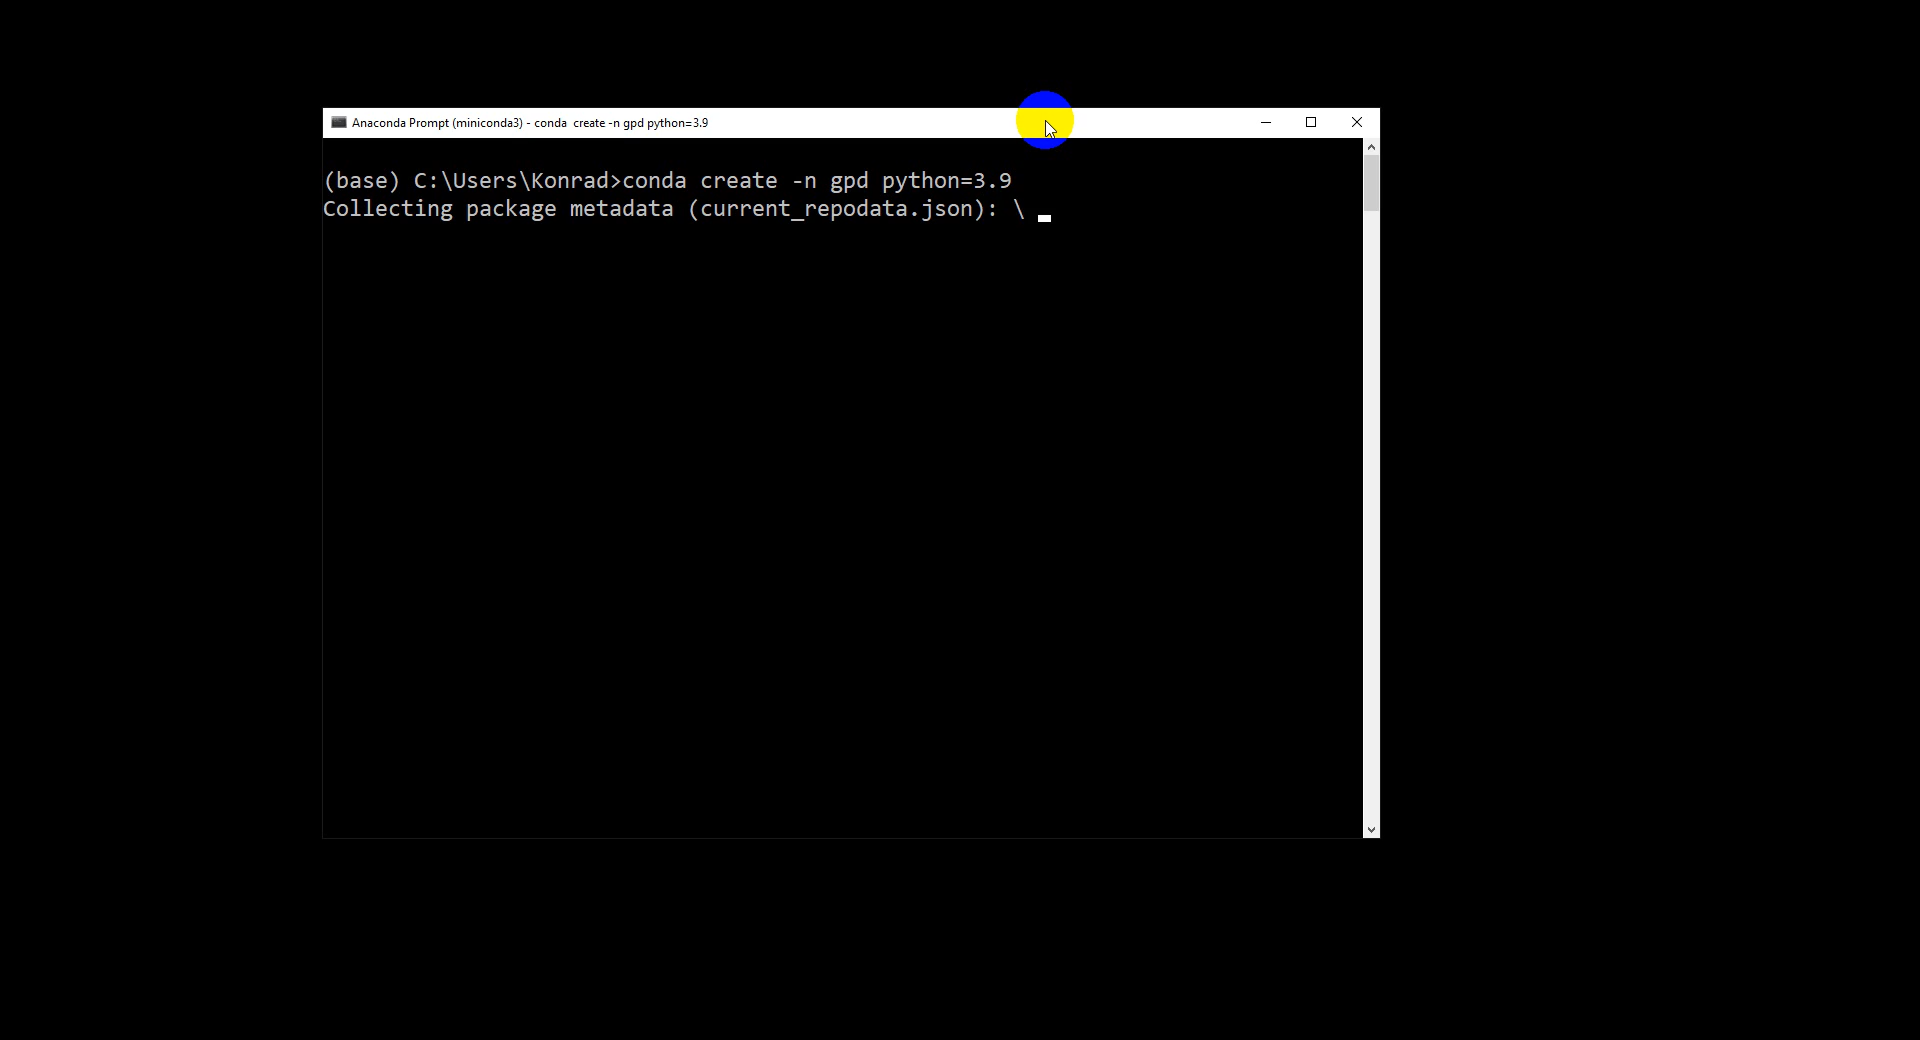 Anaconda Prompt (miniconda3) - conda  create -n gpd python=3.9
(base) C:\Users\Konrad>conda create -n gpd python=3.9
Collecting package metadata (current_repodata.json): \